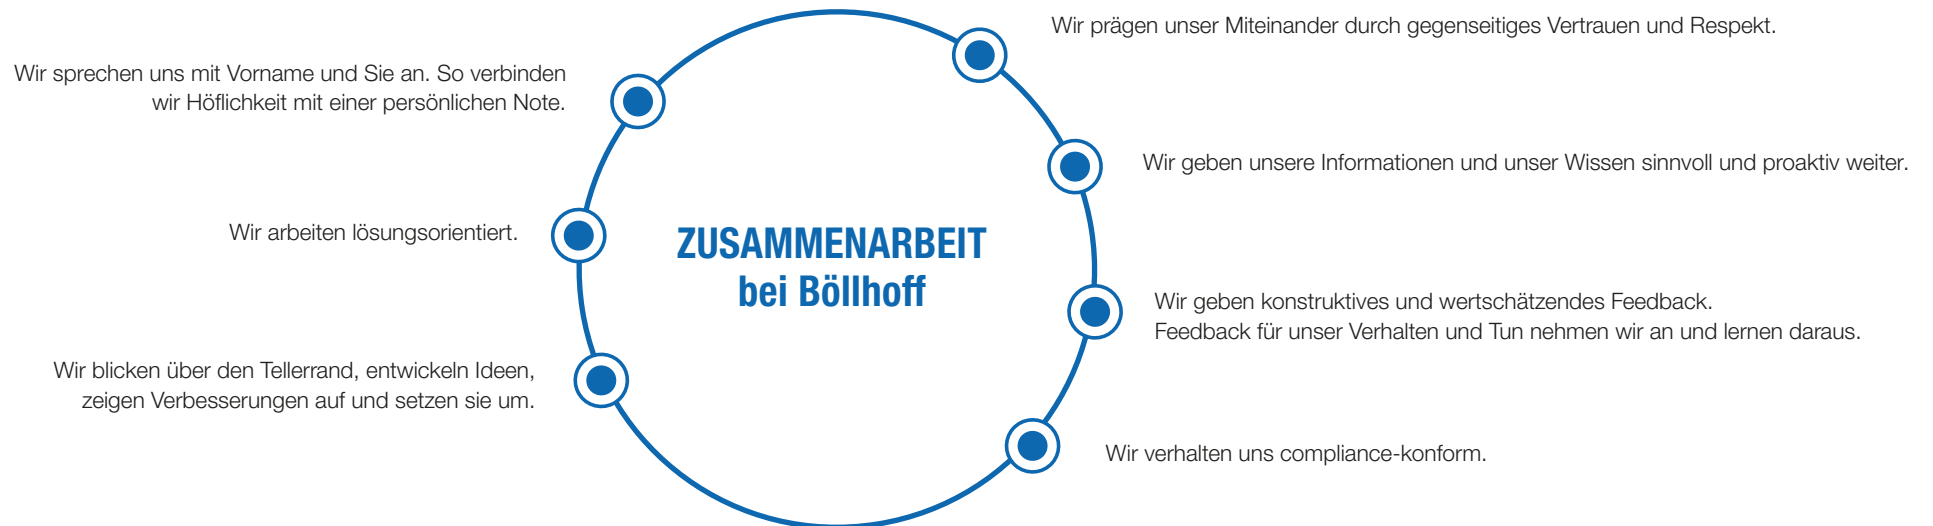 Wir prägen unser Miteinander durch gegenseitiges Vertrauen und Respekt.
Wir sprechen uns mit Vorname und Sie an. So verbinden
wir Höflichkeit mit einer persönlichen Note.
Wir geben unsere Informationen und unser Wissen sinnvoll und proaktiv weiter.
Wir arbeiten lösungsorientiert.
ZUSAMMENARBEIT
bei Böllhoff
Wir geben konstruktives und wertschätzendes Feedback.
Feedback für unser Verhalten und Tun nehmen wir an und lernen daraus.
Wir blicken über den Tellerrand, entwickeln Ideen,
zeigen Verbesserungen auf und setzen sie um.
Wir verhalten uns compliance-konform.